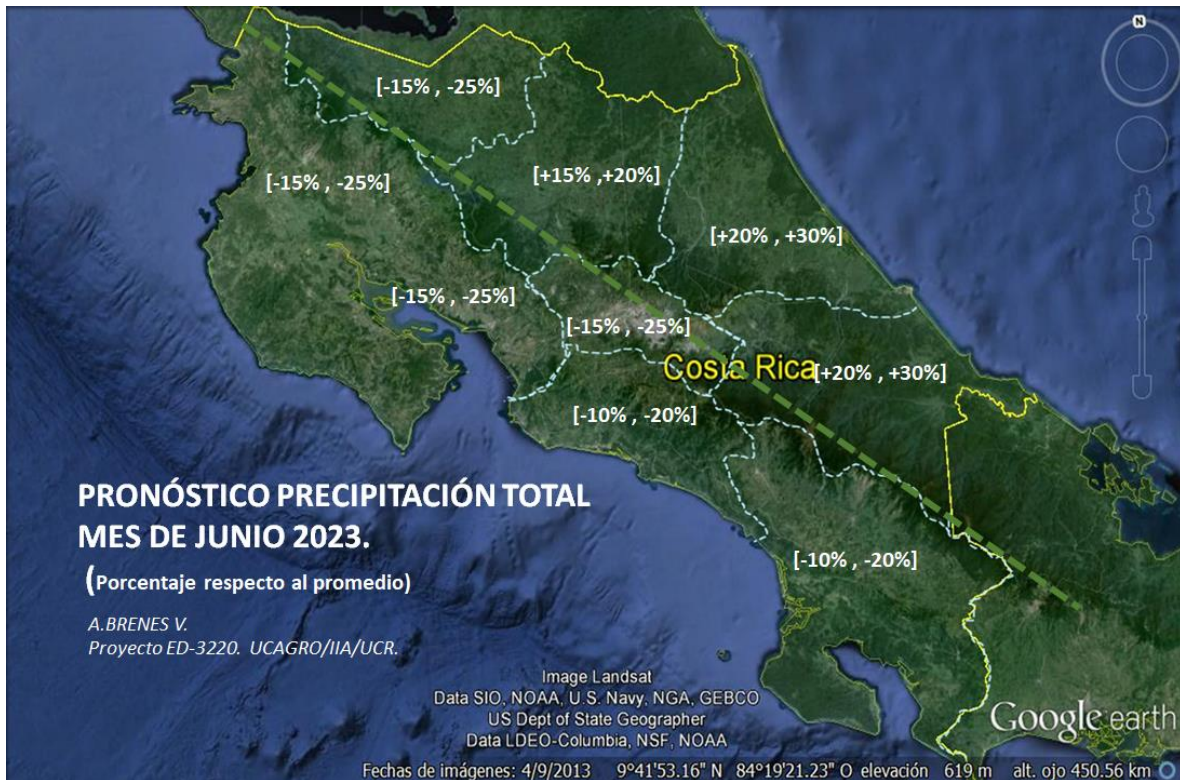 N
[-15% , -25%]
[-15% , -25%]
[+15% ,+20%]
[+20% , +30%]
[-15% , -25%]
[-15% , -25%]
Costa Rica
[+20% , +30%]
[-10% , -20%]
PRONÓSTICO PRECIPITACIÓN TOTAL
MES DE JUNIO 2023.
(Porcentaje respecto al promedio)
[-10% , -20%]
A.BRENES V.
Proyecto ED-3220. UCAGRO/IIA/UCR.
Image Landsat
Data SIO, NOAA, U.S. Navy, NGA, GEBCO
US Dept of State Geographer
Data LDEO-Columbia, NSF, NOAA
Google earth
Fechas de imágenes: 4/9/2013 9°41'53.16" N 84°19'21.23" O elevación 619 m alt. ojo 450.56 km